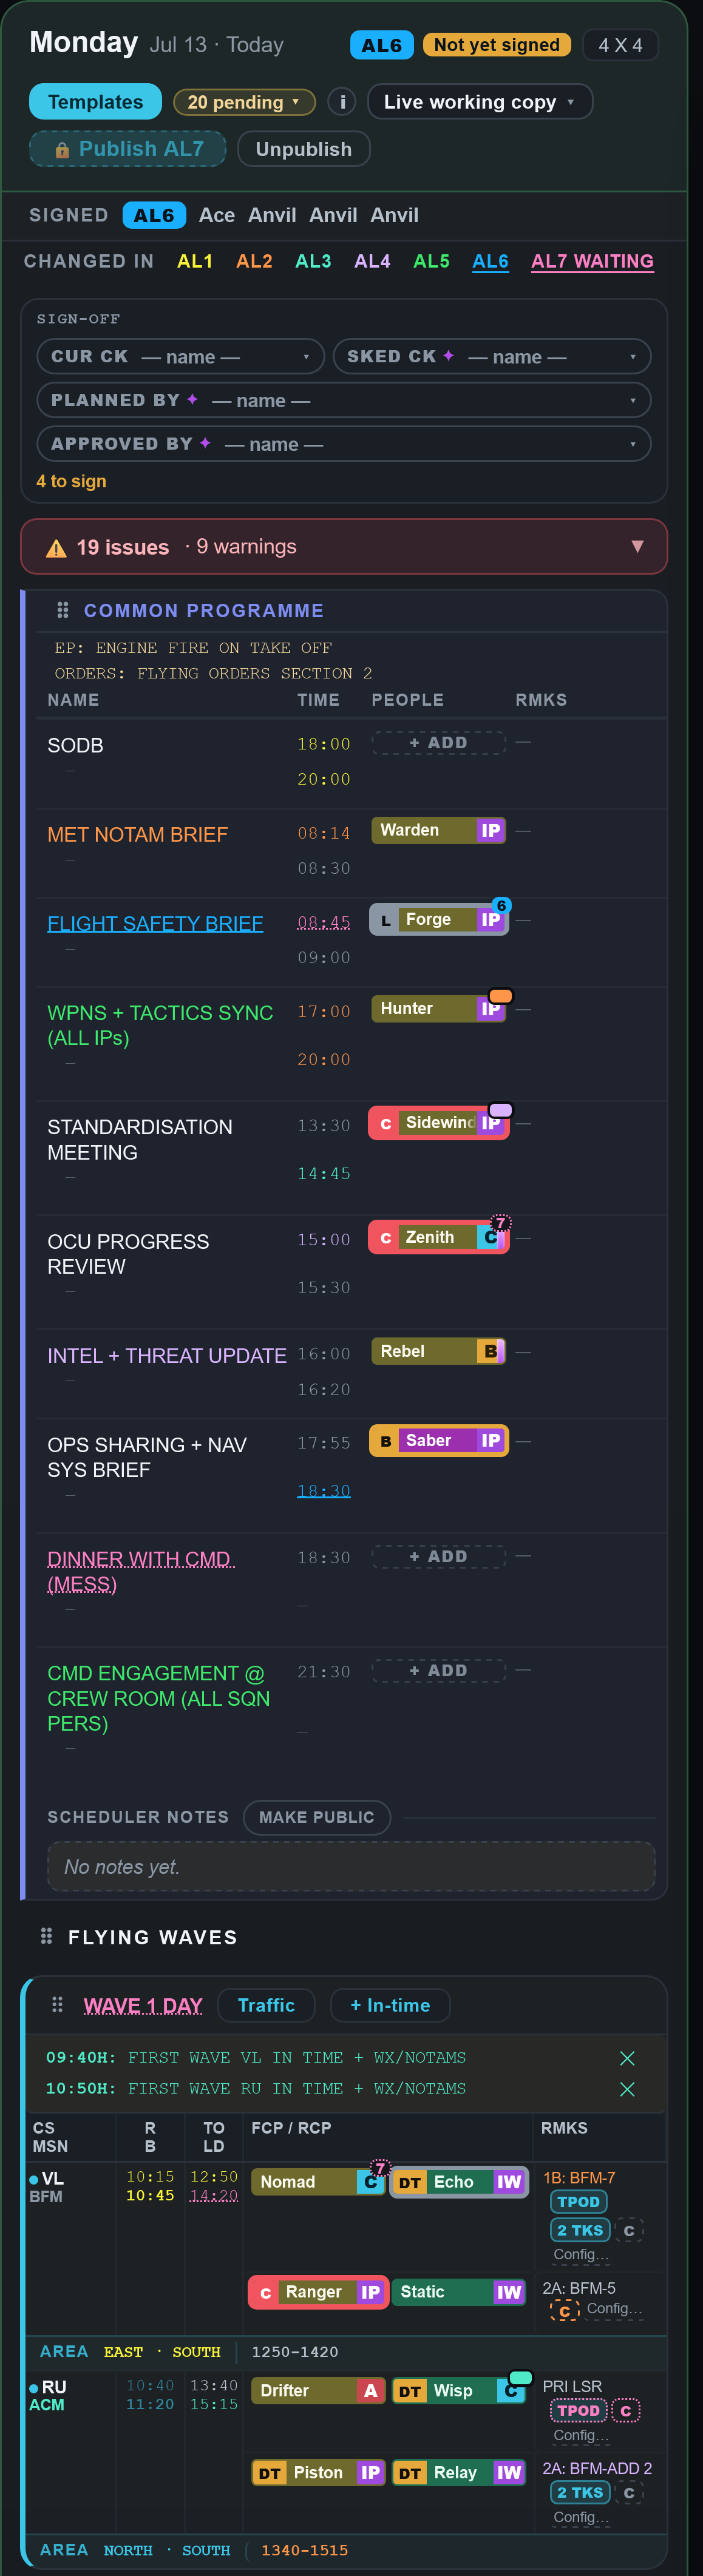 Monday Jul 13 · Today AL6 Not yet signed 4 X 4
Templates 20 pending ▾ i Live working copy ▾
🔒 Publish AL7 Unpublish
SIGNED AL6 Ace Anvil Anvil Anvil
CHANGED IN AL1 AL2 AL3 AL4 AL5 AL6 AL7 WAITING
SIGN-OFF
CUR CK — name — ▾ SKED CK ✦ — name — ▾
PLANNED BY ✦ — name — ▾
APPROVED BY ✦ — name — ▾
4 to sign
⚠ 19 issues · 9 warnings ▼
COMMON PROGRAMME
EP: ENGINE FIRE ON TAKE OFF
ORDERS: FLYING ORDERS SECTION 2
NAME TIME PEOPLE RMKS
SODB 18:00 + ADD —
— 20:00
MET NOTAM BRIEF 08:14 Warden IP —
— 08:30
6
FLIGHT SAFETY BRIEF 08:45 L Forge IP —
— 09:00
WPNS + TACTICS SYNC 17:00 Hunter IP —
(ALL IPs)
— 20:00
STANDARDISATION 13:30 C Sidewind IP —
MEETING
— 14:45
7
OCU PROGRESS 15:00 C Zenith C —
REVIEW
— 15:30
INTEL + THREAT UPDATE 16:00 Rebel B —
— 16:20
OPS SHARING + NAV 17:55 B Saber IP —
SYS BRIEF
— 18:30
DINNER WITH CMD 18:30 + ADD —
(MESS)
— —
CMD ENGAGEMENT @ 21:30 + ADD —
CREW ROOM (ALL SQN
PERS) —
—
SCHEDULER NOTES MAKE PUBLIC
No notes yet.
FLYING WAVES
WAVE 1 DAY Traffic + In-time
09:40H: FIRST WAVE VL IN TIME + WX/NOTAMS ×
10:50H: FIRST WAVE RU IN TIME + WX/NOTAMS ×
CS R TO FCP / RCP RMKS
MSN B LD
7
VL 10:15 12:50 Nomad C DT Echo IW 1B: BFM-7
BFM 10:45 14:20 TPOD
2 TKS C
Config…
C Ranger IP Static IW 2A: BFM-5
C Config…
AREA EAST · SOUTH 1250-1420
RU 10:40 13:40 Drifter A DT Wisp C PRI LSR
ACM 11:20 15:15 TPOD C
Config…
DT Piston IP DT Relay IW 2A: BFM-ADD 2
2 TKS C
Config…
AREA NORTH · SOUTH 1340-1515